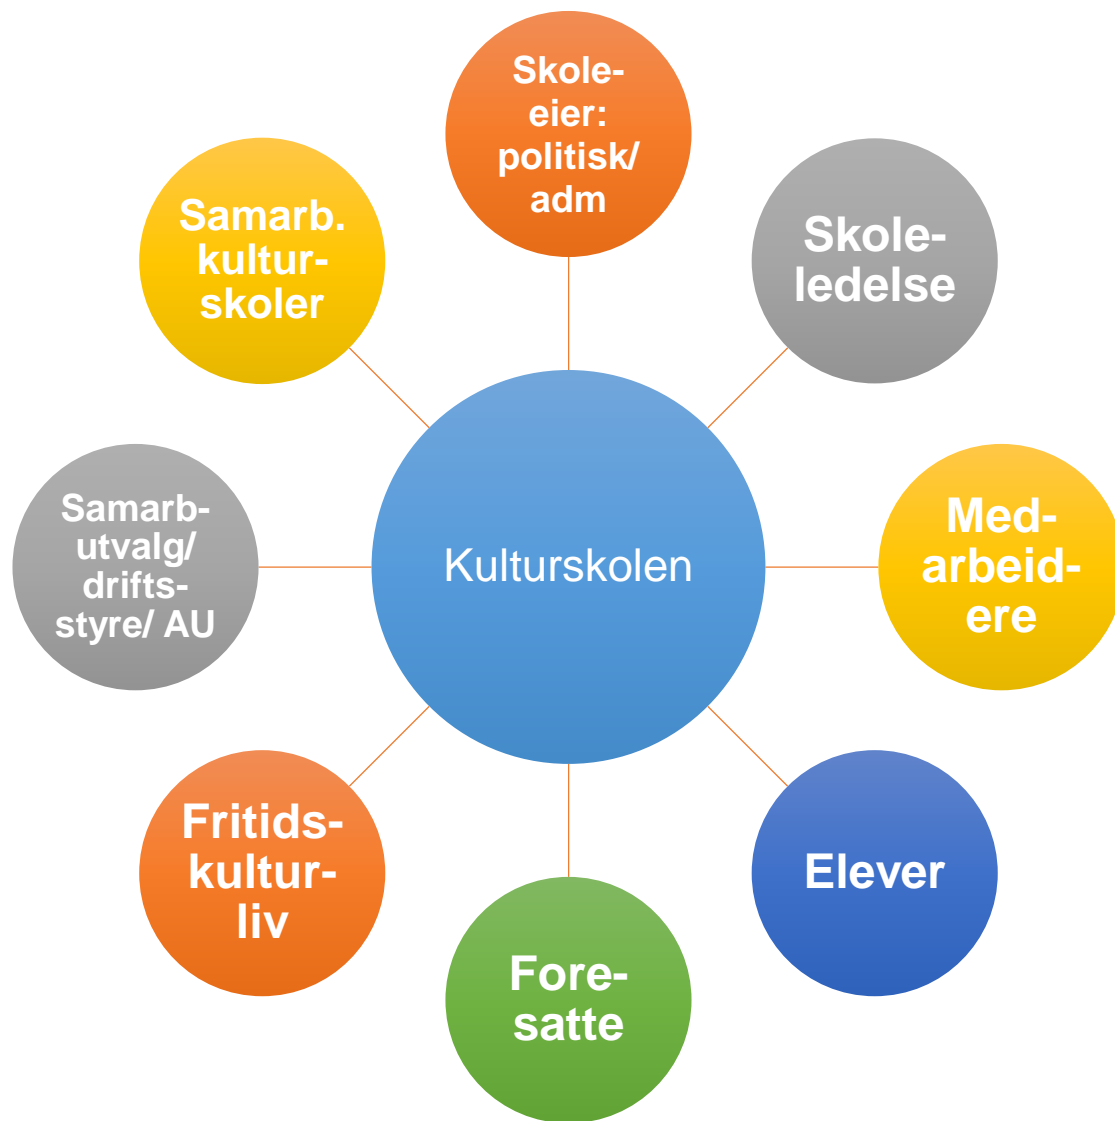 Skole-
eier:
politisk/
adm
Skole-
ledelse
Med-
arbeid-
ere
Elever
Fore-
satte
Fritids-
kultur-
liv
Samarb-
utvalg/
drifts-
styre/ AU
Samarb.
kultur-
skoler
Kulturskolen